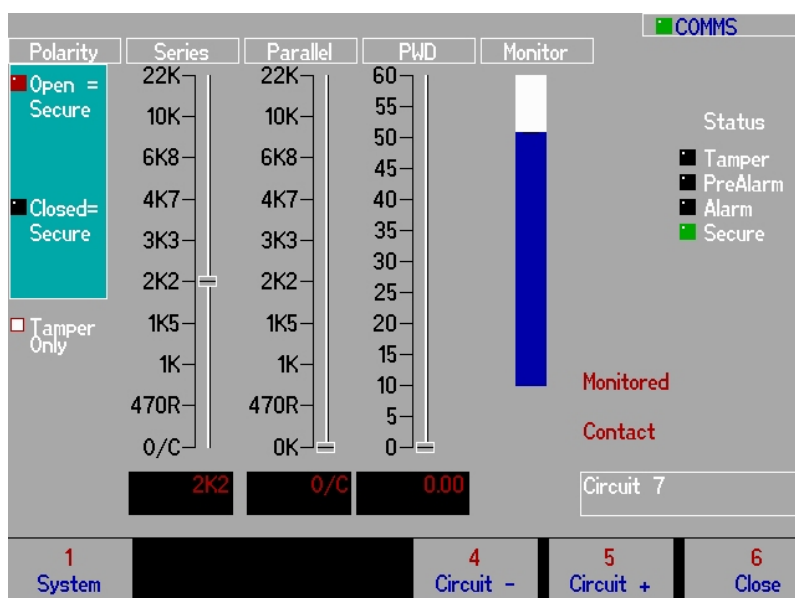 COMMS
Polarity Series Parallel PWD Monitor
Open =
Secure
Closed=
Secure
Tamper
Only
22K
10K
6K8
4K7
3K3
2K2
1K5
1K
470R
O/C
2K2
22K
10K
6K8
4K7
3K3
2K2
1K5
1K
470R
0K
O/C
60
55
50
45
40
35
30
25
20
15
10
5
0
0.00
Status
Tamper
PreAlarm
Alarm
Secure
Monitored
Contact
Circuit 7
1
System
4
Circuit -
5
Circuit +
6
Close